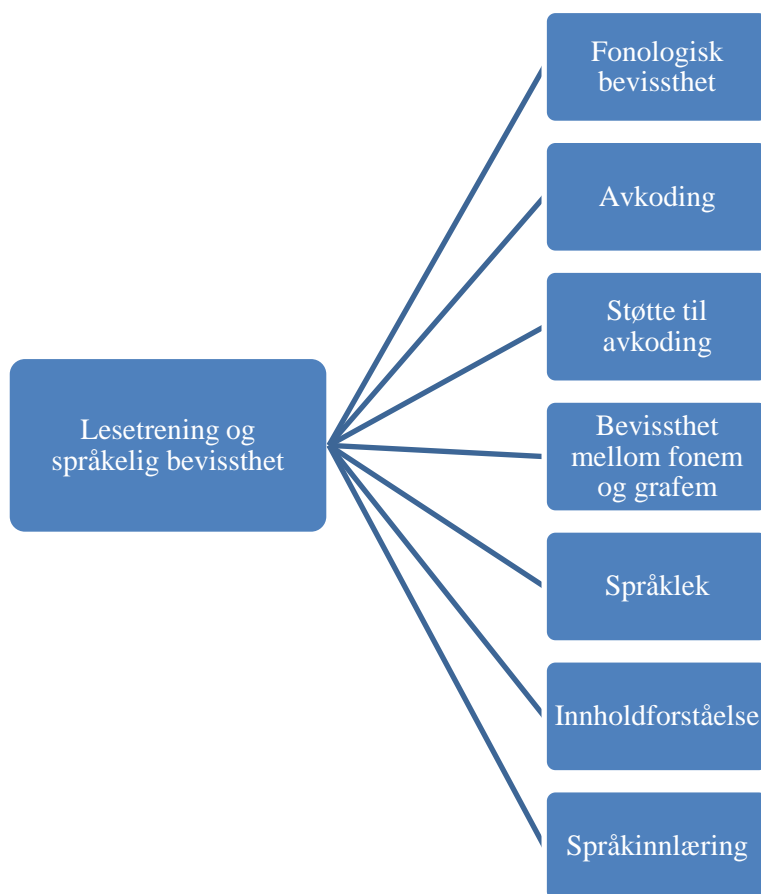 Fonologisk
bevissthet
Avkoding
Støtte til
avkoding
Lesetrening og
språkelig bevissthet
Bevissthet
mellom fonem
og grafem
Språklek
Innholdforståelse
Språkinnlæring